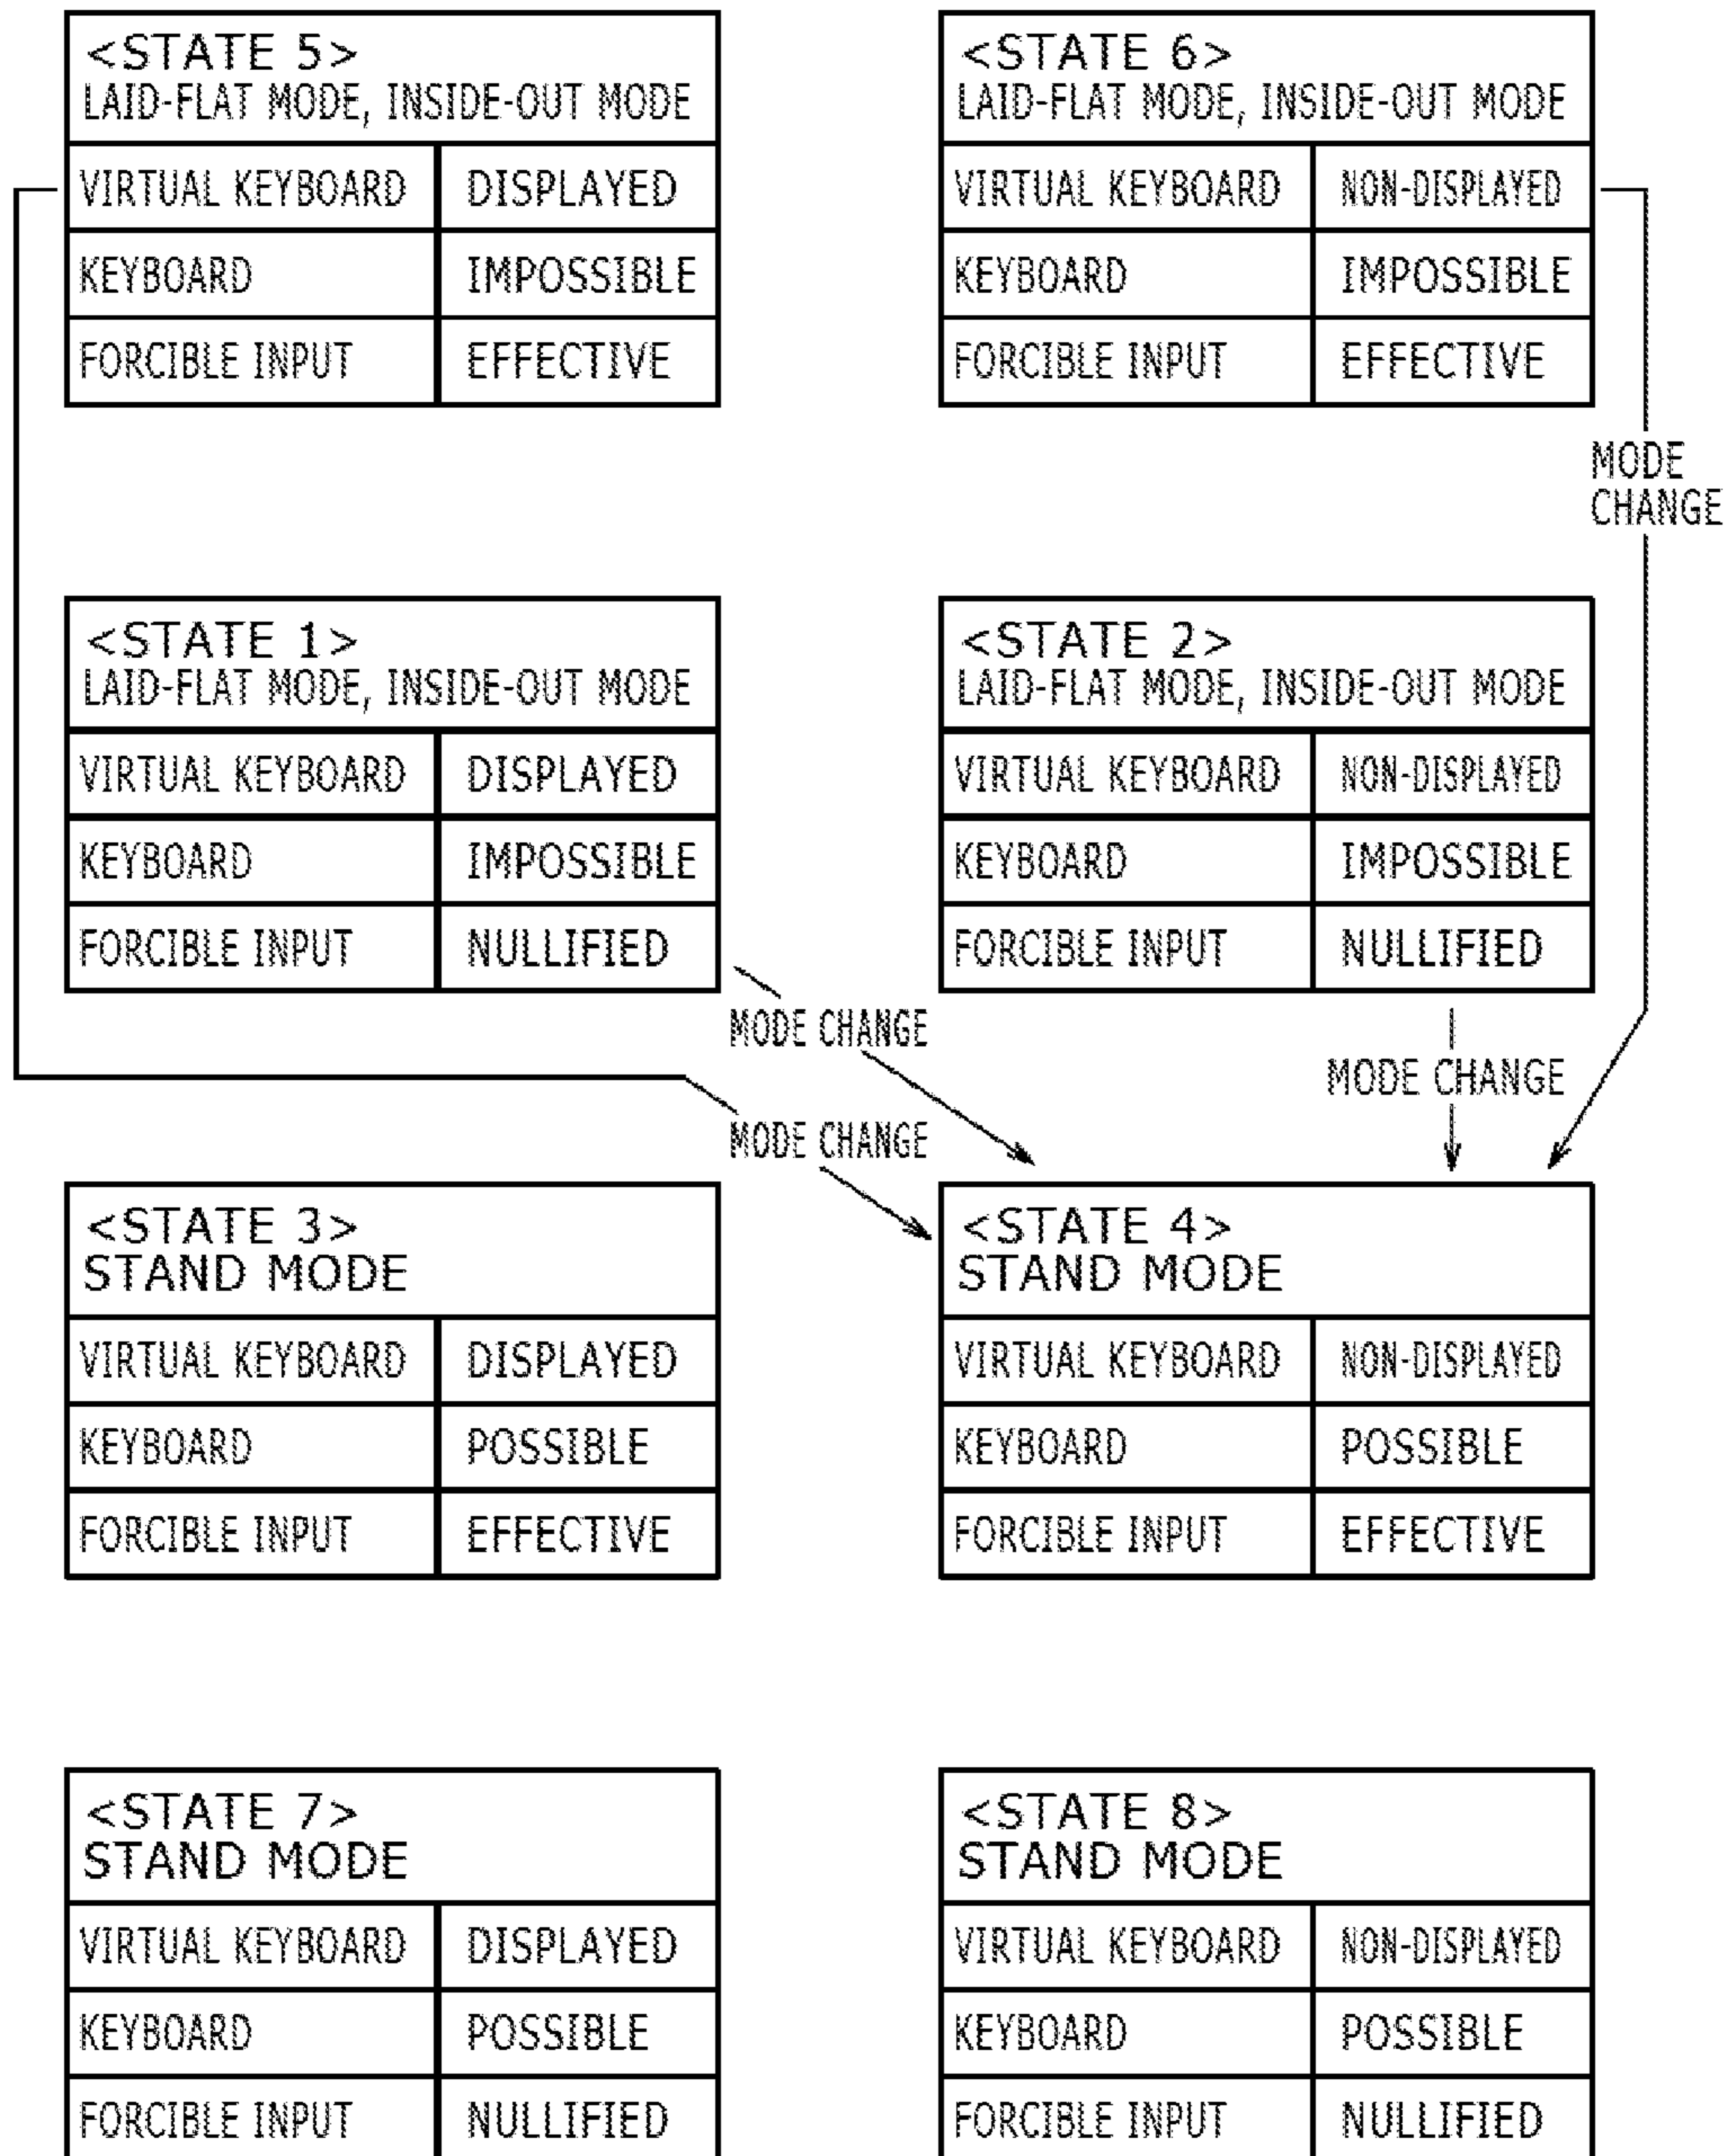 <STATE 5>
LAID-FLAT MODE, INSIDE-OUT MODE
VIRTUAL KEYBOARD DISPLAYED
KEYBOARD IMPOSSIBLE
FORCIBLE INPUT EFFECTIVE
<STATE 6>
LAID-FLAT MODE, INSIDE-OUT MODE
VIRTUAL KEYBOARD NON-DISPLAYED
KEYBOARD IMPOSSIBLE
FORCIBLE INPUT EFFECTIVE
MODE
CHANGE
<STATE 1>
LAID-FLAT MODE, INSIDE-OUT MODE
VIRTUAL KEYBOARD DISPLAYED
KEYBOARD IMPOSSIBLE
FORCIBLE INPUT NULLIFIED
<STATE 2>
LAID-FLAT MODE, INSIDE-OUT MODE
VIRTUAL KEYBOARD NON-DISPLAYED
KEYBOARD IMPOSSIBLE
FORCIBLE INPUT NULLIFIED
MODE CHANGE
MODE CHANGE
MODE CHANGE
<STATE 3>
STAND MODE
VIRTUAL KEYBOARD DISPLAYED
KEYBOARD POSSIBLE
FORCIBLE INPUT EFFECTIVE
<STATE 4>
STAND MODE
VIRTUAL KEYBOARD NON-DISPLAYED
KEYBOARD POSSIBLE
FORCIBLE INPUT EFFECTIVE
<STATE 7>
STAND MODE
VIRTUAL KEYBOARD DISPLAYED
KEYBOARD POSSIBLE
FORCIBLE INPUT NULLIFIED
<STATE 8>
STAND MODE
VIRTUAL KEYBOARD NON-DISPLAYED
KEYBOARD POSSIBLE
FORCIBLE INPUT NULLIFIED